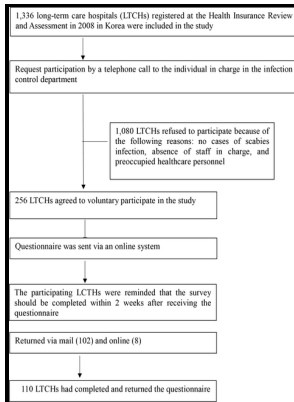 1,336 long-term care hospitals (LTCHs) registered at the Health Insurance Review
and Assessment in 2008 in Korea were included in the study
Request participation by a telephone call to the individual in charge in the infection
control department
1,080 LTCHs refused to participate because of
the following reasons: no cases of scabies
infection, absence of staff in charge, and
preoccupied healthcare personnel
256 LTCHs agreed to voluntary participate in the study
Questionnaire was sent via an online system
The participating LCTHs were reminded that the survey
should be completed within 2 weeks after receiving the
questionnaire
Returned via mail (102) and online (8)
110 LTCHs had completed and returned the questionnaire